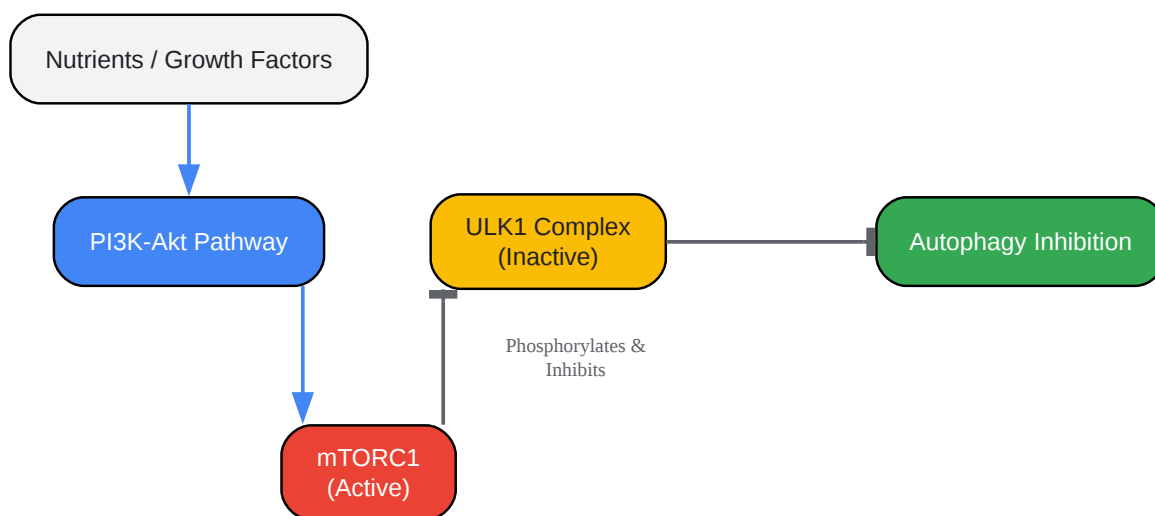 Nutrients / Growth Factors
PI3K-Akt Pathway
ULK1 Complex
(Inactive)
Autophagy Inhibition
Phosphorylates &
Inhibits
mTORC1
(Active)